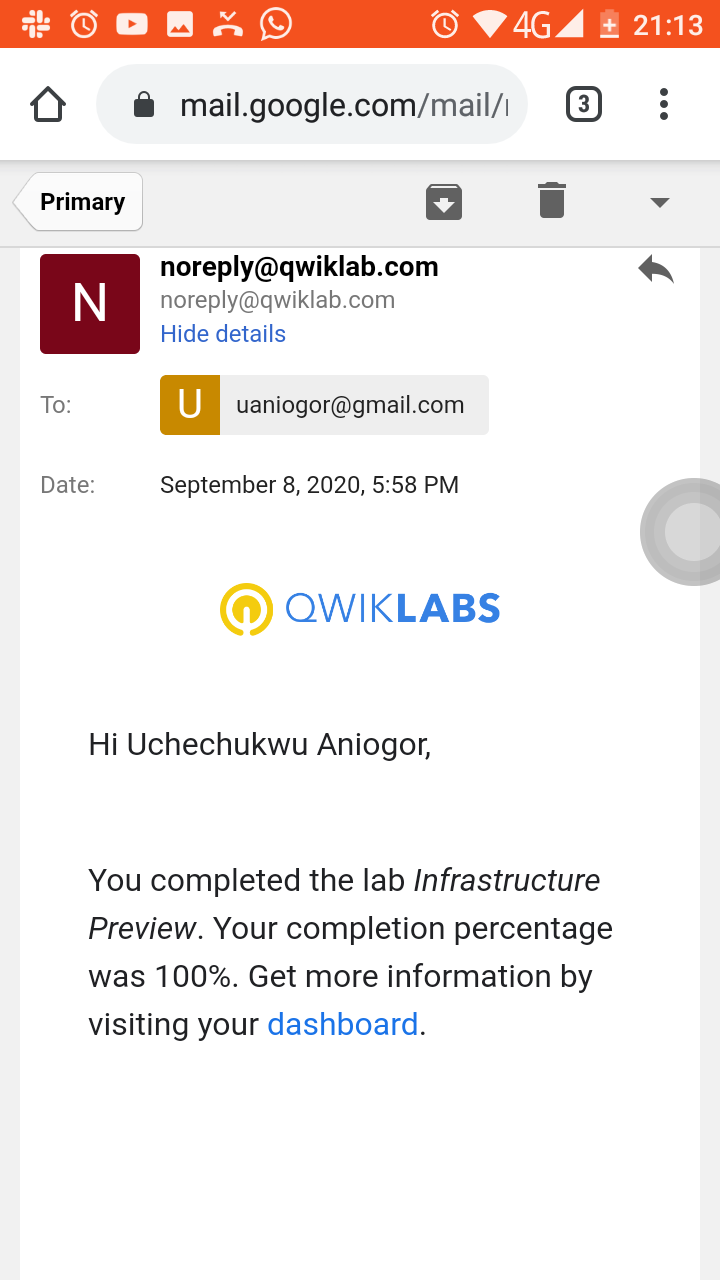 4G 21:13
mail.google.com/mail/
3
Primary
N
noreply@qwiklab.com
noreply@qwiklab.com
Hide details
To:
U uaniogor@gmail.com
Date: September 8, 2020, 5:58 PM
QWIKLABS
Hi Uchechukwu Aniogor,
You completed the lab Infrastructure
Preview. Your completion percentage
was 100%. Get more information by
visiting your dashboard.